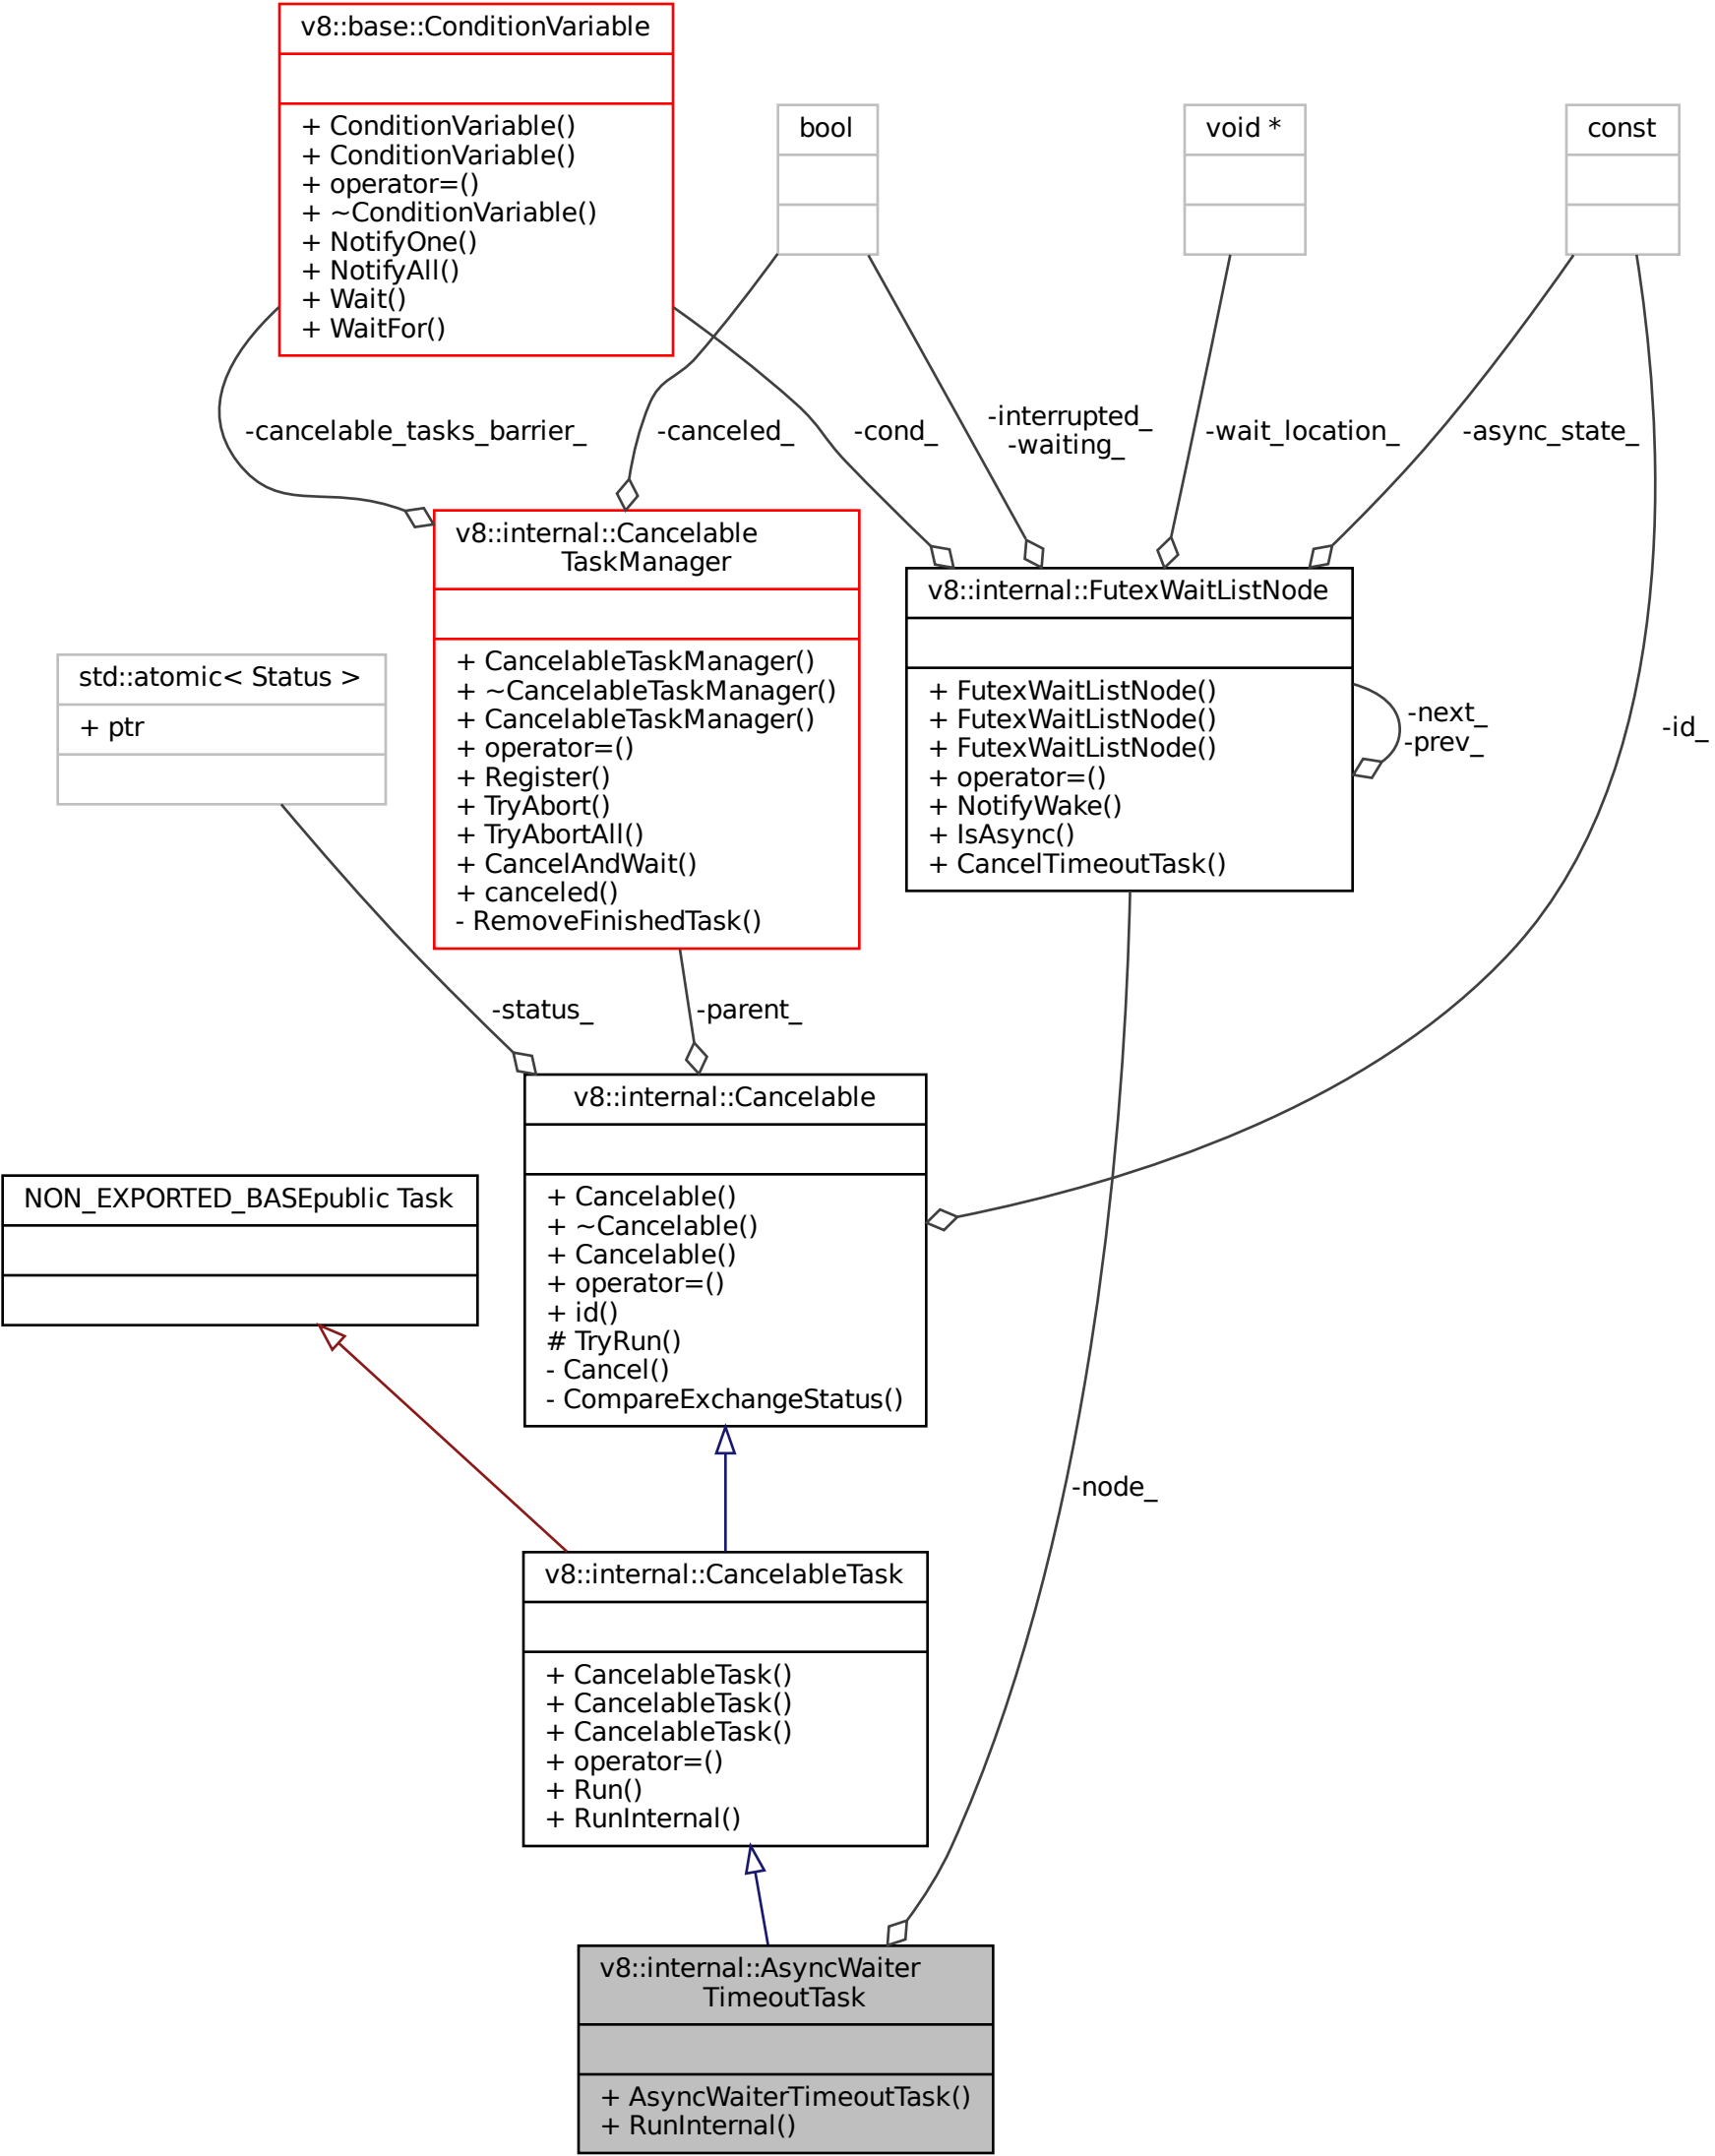 v8::base::ConditionVariable
+ ConditionVariable()
+ ConditionVariable()
+ operator=()
+ ~ConditionVariable()
+ NotifyOne()
+ NotifyAll()
+ Wait()
+ WaitFor()
bool
void *
const
-cancelable_tasks_barrier_
-canceled_
-cond_
-interrupted_
-waiting_
-wait_location_
-async_state_
v8::internal::Cancelable
TaskManager
+ CancelableTaskManager()
+ ~CancelableTaskManager()
+ CancelableTaskManager()
+ operator=()
+ Register()
+ TryAbort()
+ TryAbortAll()
+ CancelAndWait()
+ canceled()
- RemoveFinishedTask()
v8::internal::FutexWaitListNode
+ FutexWaitListNode()
+ FutexWaitListNode()
+ FutexWaitListNode()
+ operator=()
+ NotifyWake()
+ IsAsync()
+ CancelTimeoutTask()
-next_
-prev_
-id_
std::atomic< Status >
+ ptr
-status_
-parent_
v8::internal::Cancelable
+ Cancelable()
+ ~Cancelable()
+ Cancelable()
+ operator=()
+ id()
# TryRun()
- Cancel()
- CompareExchangeStatus()
NON_EXPORTED_BASEpublic Task
-node_
v8::internal::CancelableTask
+ CancelableTask()
+ CancelableTask()
+ CancelableTask()
+ operator=()
+ Run()
+ RunInternal()
v8::internal::AsyncWaiter
TimeoutTask
+ AsyncWaiterTimeoutTask()
+ RunInternal()